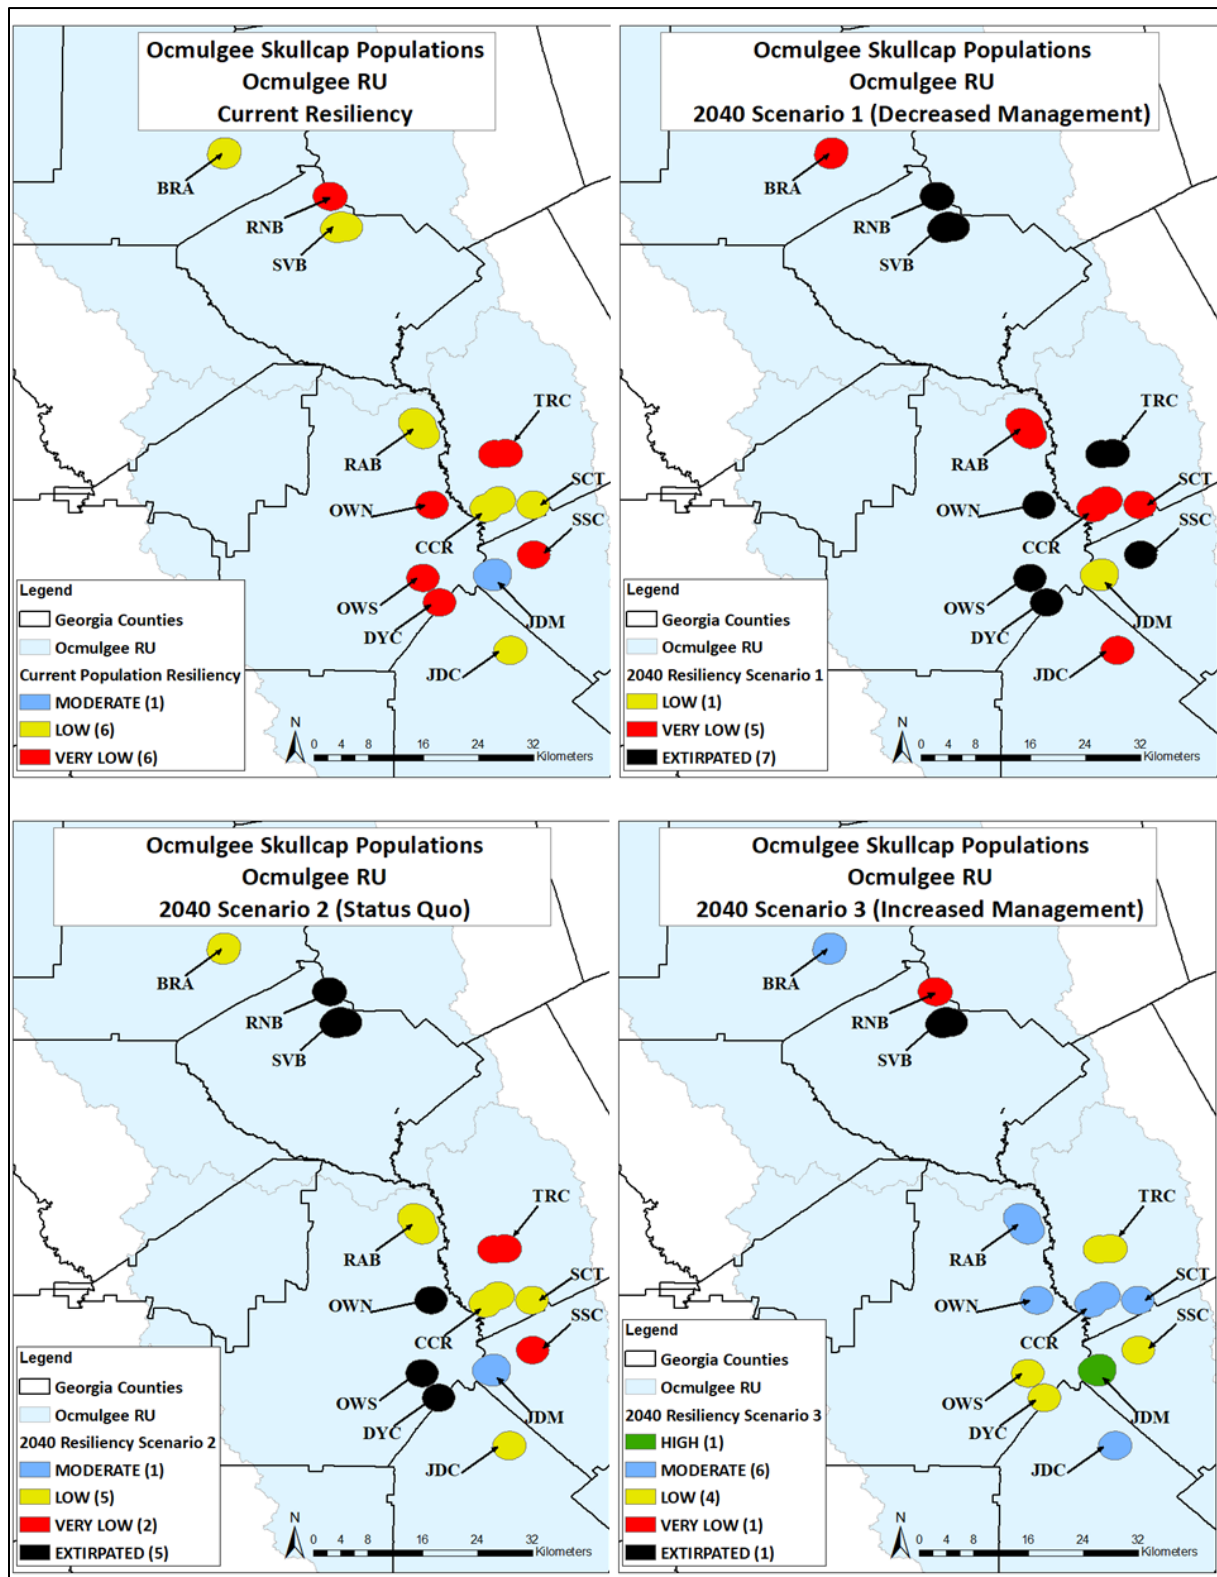 Ocmulgee Skullcap Populations
Ocmulgee RU
Current Resiliency
BRA
RNB
SVB
TRC
RAB
SCT
OWN
SSC
CCR
OWS
JDM
DYC
JDC
Legend
Georgia Counties
Ocmulgee RU
Current Population Resiliency
MODERATE (1)
LOW (6)
VERY LOW (6)
N
0 4 8 16 24 32
Kilometers
Ocmulgee Skullcap Populations
Ocmulgee RU
2040 Scenario 1 (Decreased Management)
BRA
RNB
SVB
TRC
RAB
SCT
OWN
SSC
CCR
OWS
JDM
DYC
JDC
Legend
Georgia Counties
Ocmulgee RU
2040 Resiliency Scenario 1
LOW (1)
VERY LOW (5)
EXTIRPATED (7)
N
0 4 8 16 24 32
Kilometers
Ocmulgee Skullcap Populations
Ocmulgee RU
2040 Scenario 2 (Status Quo)
BRA
RNB
SVB
TRC
RAB
SCT
OWN
SSC
CCR
OWS
JDM
DYC
JDC
Legend
Georgia Counties
Ocmulgee RU
2040 Resiliency Scenario 2
MODERATE (1)
LOW (5)
VERY LOW (2)
EXTIRPATED (5)
N
0 4 8 16 24 32
Kilometers
Ocmulgee Skullcap Populations
Ocmulgee RU
2040 Scenario 3 (Increased Management)
BRA
RNB
SVB
TRC
RAB
SCT
OWN
SSC
CCR
OWS
JDM
DYC
JDC
Legend
Georgia Counties
Ocmulgee RU
2040 Resiliency Scenario 3
HIGH (1)
MODERATE (6)
LOW (4)
VERY LOW (1)
EXTIRPATED (1)
N
0 4 8 16 24 32
Kilometers